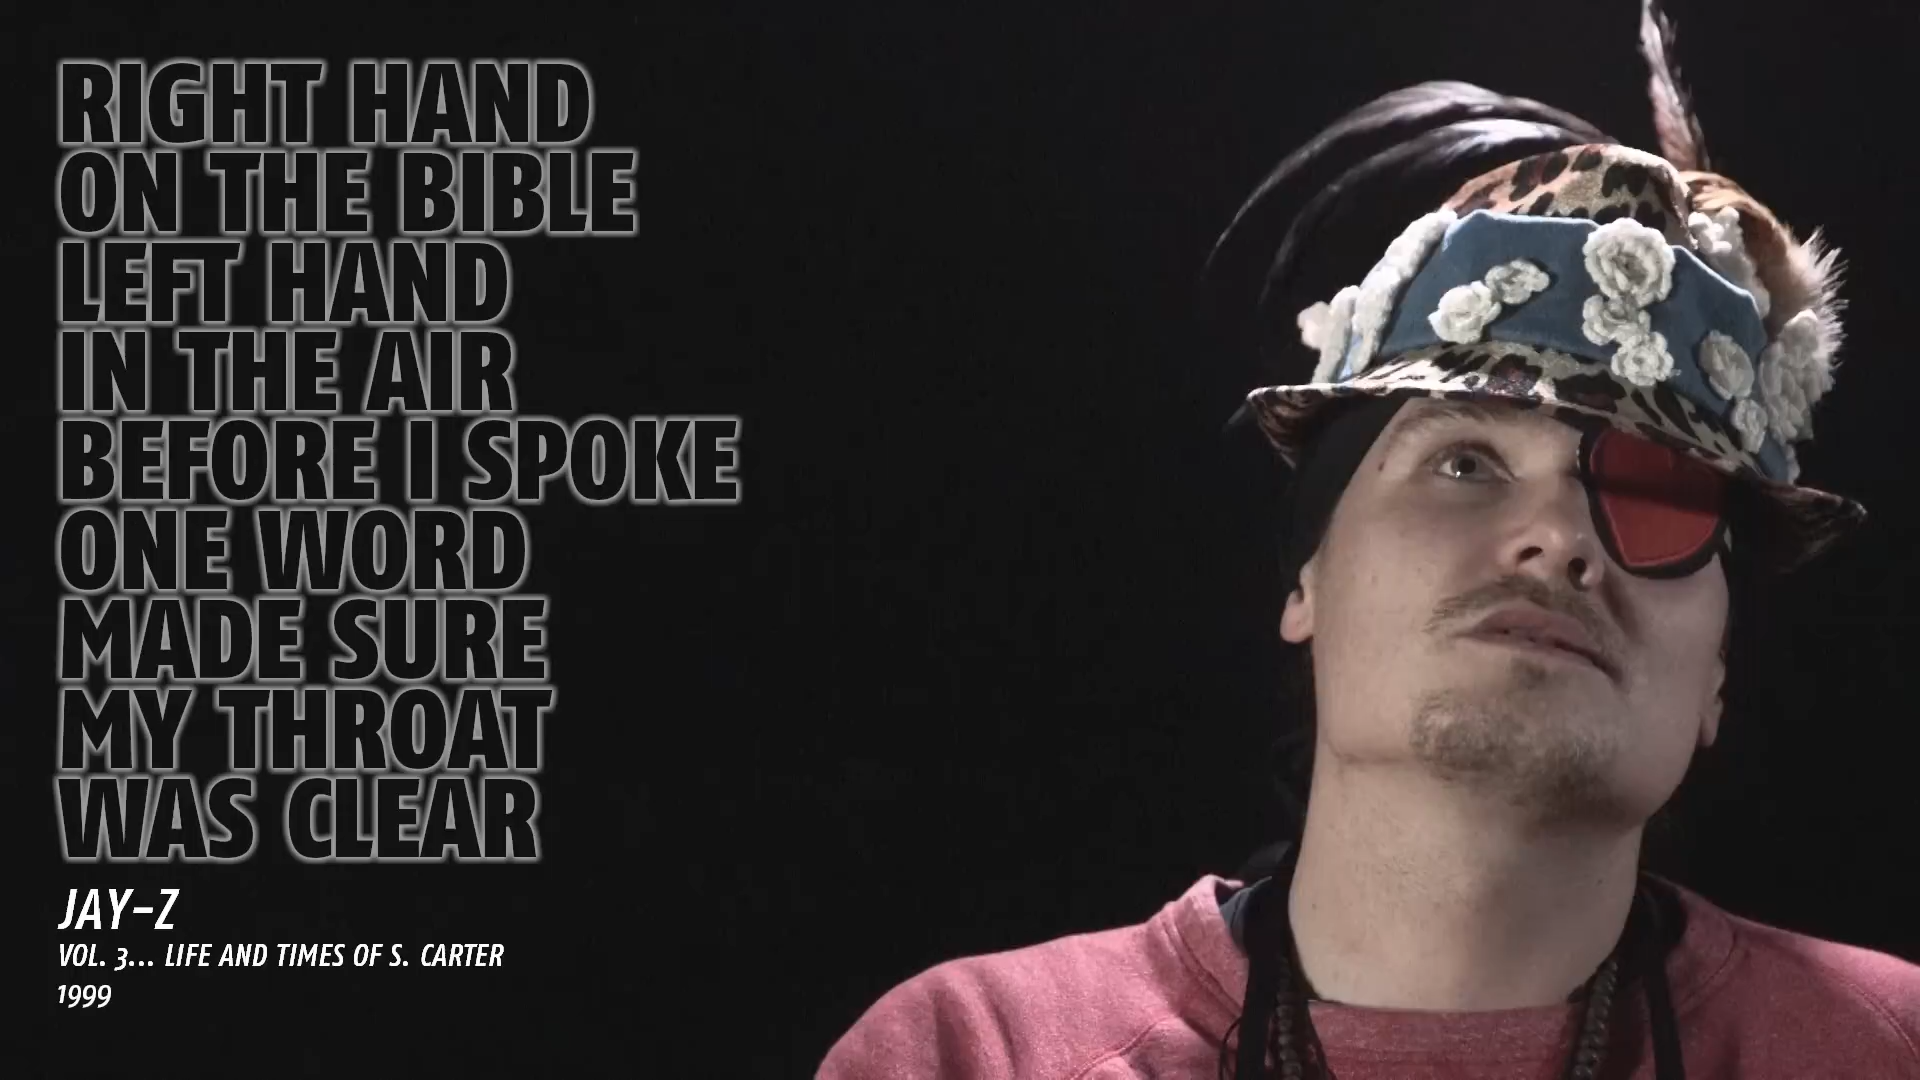 RIGHT HAND
ON THE BIBLE
LEFT HAND
IN THE AIR
BEFORE I SPOKE
ONE WORD
MADE SURE
MY THROAT
WAS CLEAR
JAY-Z
VOL. 3... LIFE AND TIMES OF S. CARTER
1999